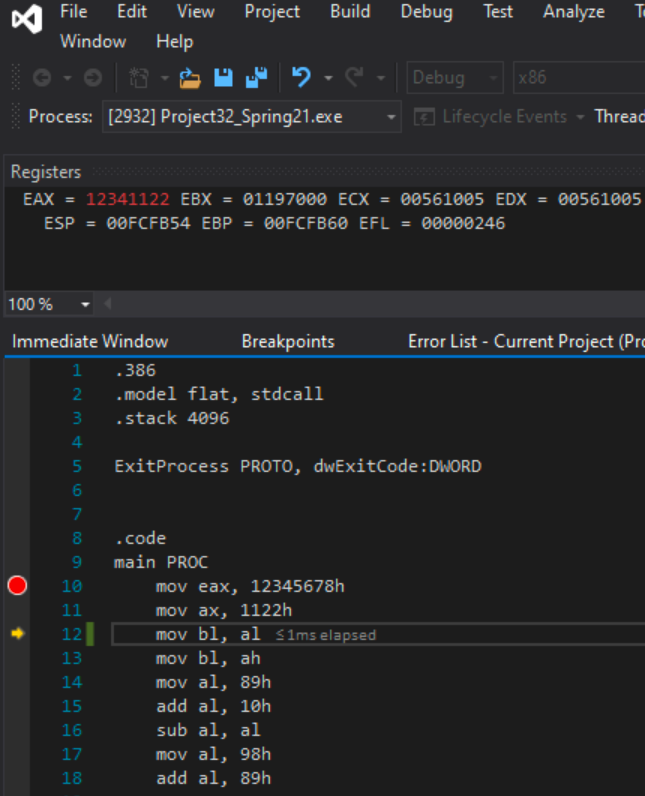 File Edit View Project Build Debug Test Analyze
Window Help
Debug x86
Process: [2932] Project32_Spring21.exe Lifecycle Events Thread
Registers
EAX = 12341122 EBX = 01197000 ECX = 00561005 EDX = 00561005
ESP = 00FCFB54 EBP = 00FCFB60 EFL = 00000246
100 %
Immediate Window Breakpoints Error List - Current Project (Pro
1 .386
2 .model flat, stdcall
3 .stack 4096
4
5 ExitProcess PROTO, dwExitCode:DWORD
6
7
8 .code
9 main PROC
10 mov eax, 12345678h
11 mov ax, 1122h
12 mov bl, al ≤1ms elapsed
13 mov bl, ah
14 mov al, 89h
15 add al, 10h
16 sub al, al
17 mov al, 98h
18 add al, 89h